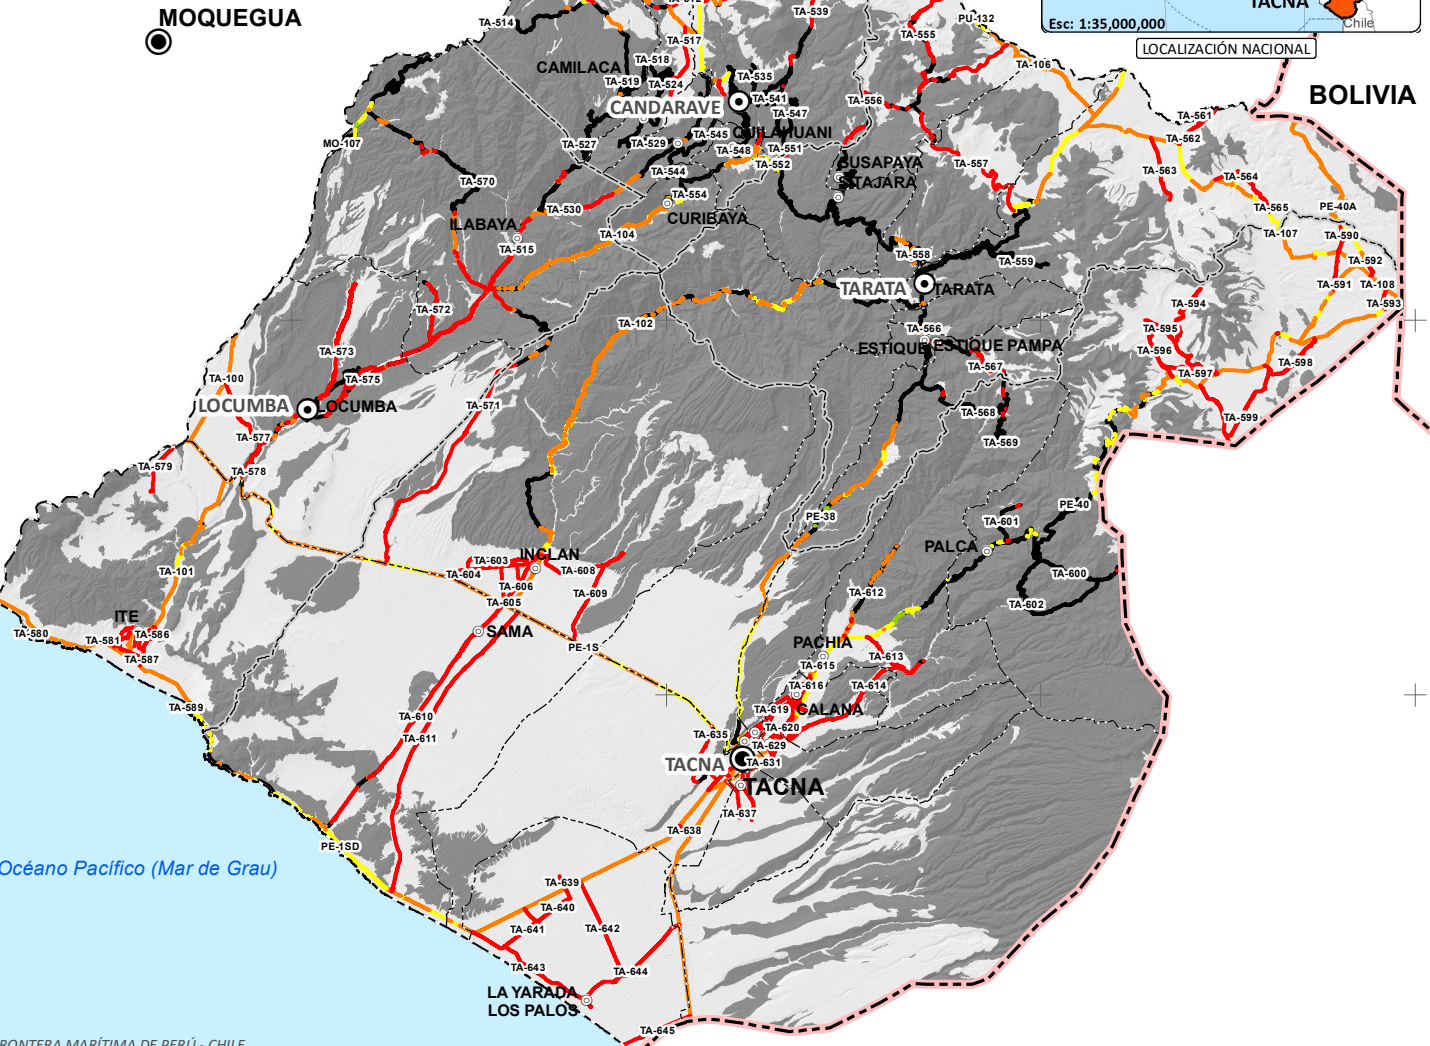 MOQUEGUA
TACNA
Chile
Esc: 1:35,000,000
LOCALIZACIÓN NACIONAL
BOLIVIA
TA-514
TA-517
TA-539
TA-555
PU-132
TA-106
CAMILACA
TA-518
TA-519
TA-524
TA-535
TA-541
TA-547
TA-556
CANDARAVE
QUILAHUANI
TA-561
TA-562
MO-107
TA-527
TA-529
TA-545
TA-548
TA-551
TA-552
SUSAPAYA
SITAJARA
TA-557
TA-563
TA-564
TA-570
TA-544
TA-554
TA-530
CURIBAYA
TA-565
PE-40A
ILABAYA
TA-515
TA-104
TA-107
TA-590
TA-558
TA-559
TA-592
TARATA
TARATA
TA-591
TA-108
TA-593
TA-594
TA-572
TA-102
TA-566
TA-595
TA-596
ESTIQUE
ESTIQUE PAMPA
TA-573
TA-567
TA-597
TA-598
TA-100
TA-575
LOCUMBA
LOCUMBA
TA-571
TA-568
TA-599
TA-577
TA-569
TA-579
TA-578
PE-38
PE-40
TA-601
PALCA
TA-101
INCLAN
TA-603
TA-604
TA-608
TA-606
TA-605
TA-609
TA-600
TA-612
TA-602
ITE
TA-580
TA-581
TA-586
TA-587
SAMA
PE-1S
PACHIA
TA-615
TA-613
TA-616
TA-614
TA-589
TA-610
TA-611
TA-619
CALANA
TA-620
TA-635
TA-629
TACNA
TA-631
TACNA
TA-637
TA-638
PE-1SD
Océano Pacífico (Mar de Grau)
TA-639
TA-640
TA-641
TA-642
TA-643
TA-644
LA YARADA
LOS PALOS
TA-645
FRONTERA MARÍTIMA DE PERÚ - CHILE